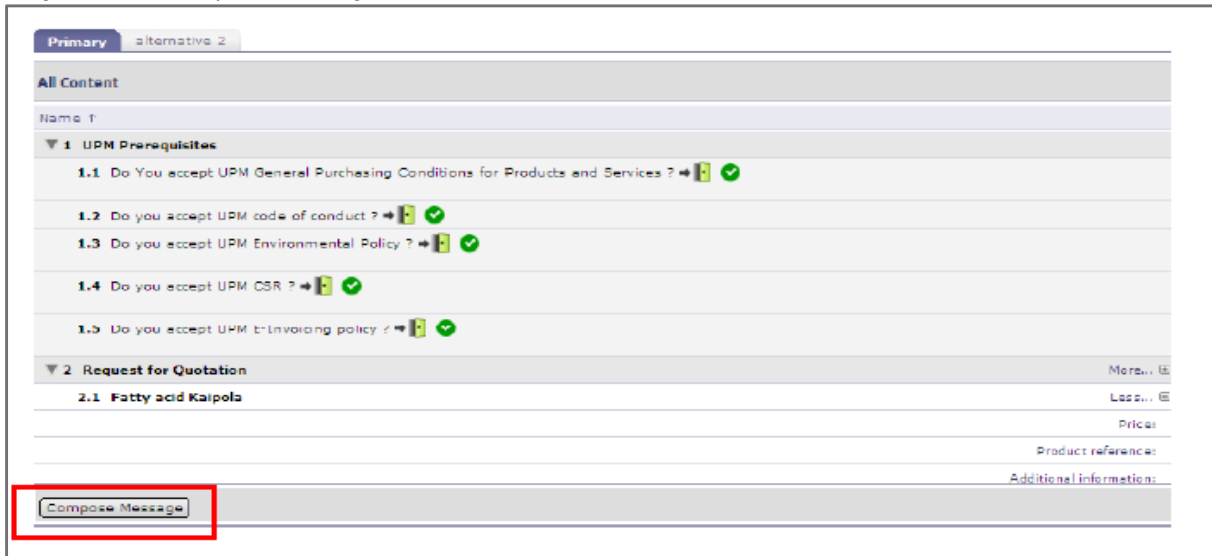 Primary alternative 2
All Content
Name ↑
▼ 1 UPM Prerequisites
1.1 Do You accept UPM General Purchasing Conditions for Products and Services ?
1.2 Do you accept UPM code of conduct ?
1.3 Do you accept UPM Environmental Policy ?
1.4 Do you accept UPM CSR ?
1.5 Do you accept UPM E-Invoicing policy ?
▼ 2 Request for Quotation More...
2.1 Fatty acid Kaipola Less...
Price:
Product reference:
Additional information:
Compose Message